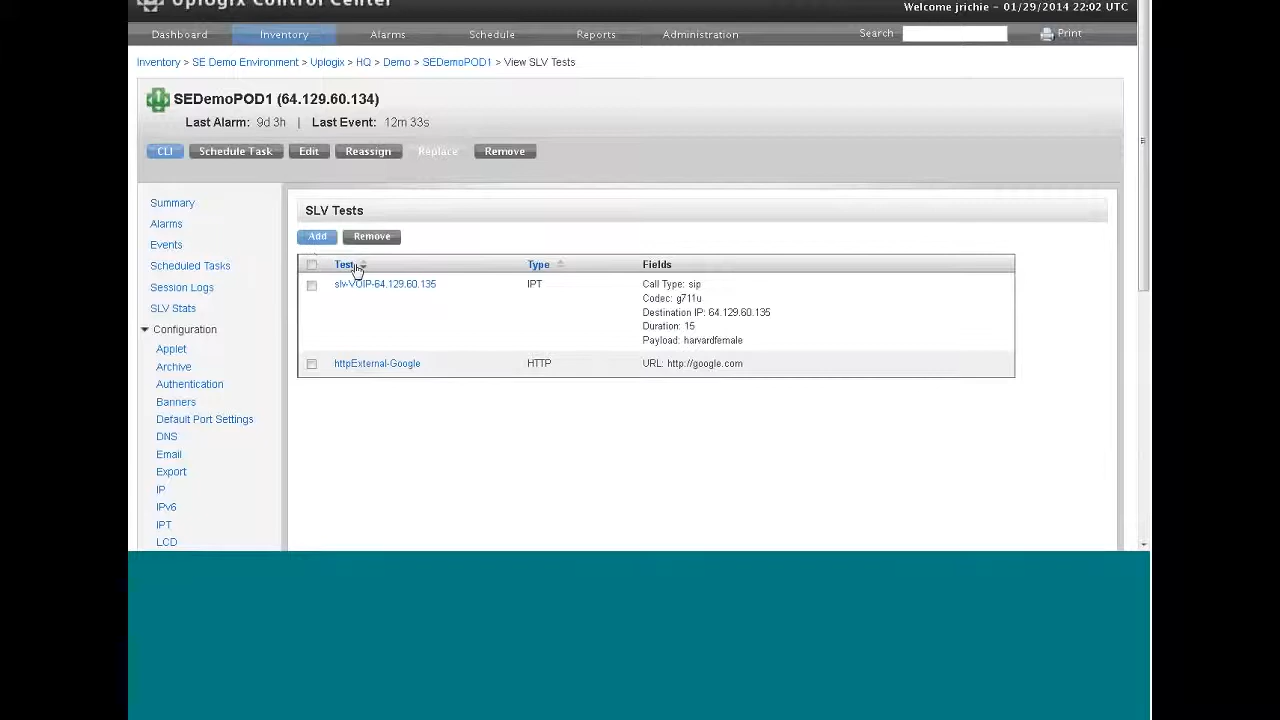 Uplogix Control Center
Welcome jrichie - 01/29/2014 22:02 UTC
Dashboard Inventory Alarms Schedule Reports Administration Search Print
Inventory > SE Demo Environment > Uplogix > HQ > Demo > SEDemoPOD1 > View SLV Tests
SEDemoPOD1 (64.129.60.134)
Last Alarm: 9d 3h | Last Event: 12m 33s
CLI Schedule Task Edit Reassign Replace Remove
Summary
Alarms
Events
Scheduled Tasks
Session Logs
SLV Stats
Configuration
Applet
Archive
Authentication
Banners
Default Port Settings
DNS
Email
Export
IP
IPv6
IPT
LCD
SLV Tests
Add Remove
Test Type Fields
slv-VOIP-64.129.60.135 IPT Call Type: sip
Codec: g711u
Destination IP: 64.129.60.135
Duration: 15
Payload: harvardfemale
httpExternal-Google HTTP URL: http://google.com